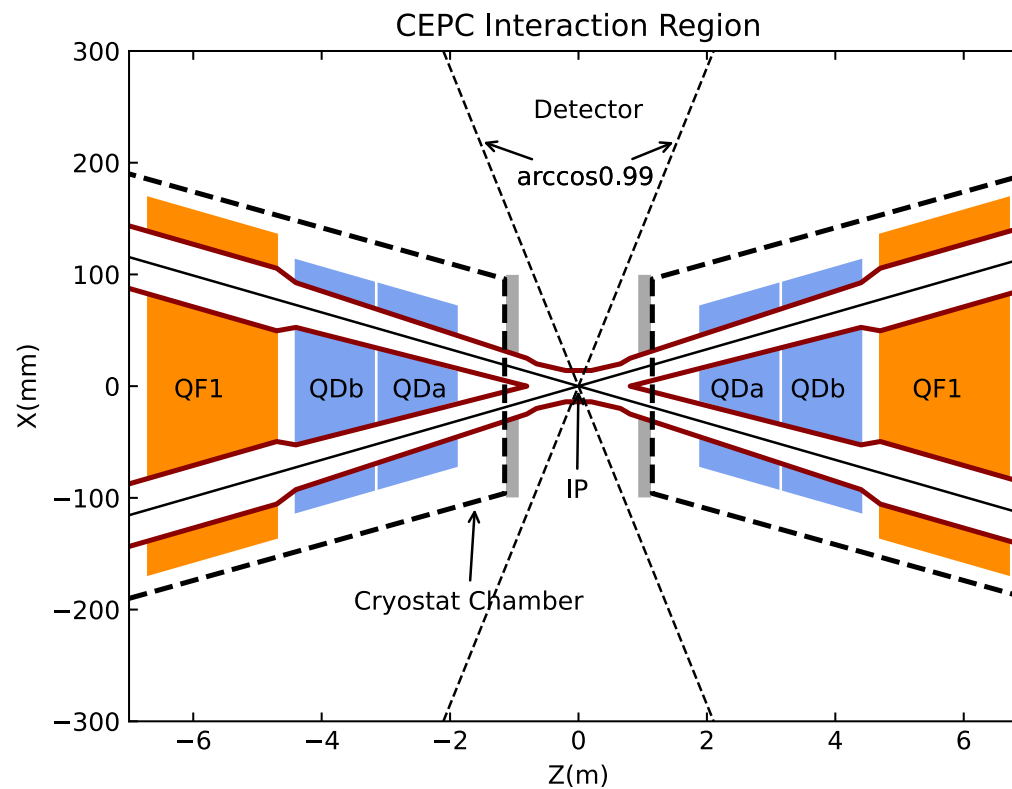 CEPC Interaction Region
300
200
100
0
−100
−200
−300
X(mm)
Detector
arccos0.99
QF1
QDb
QDa
QDa
QDb
QF1
IP
Cryostat Chamber
−6
−4
−2
0
2
4
6
Z(m)